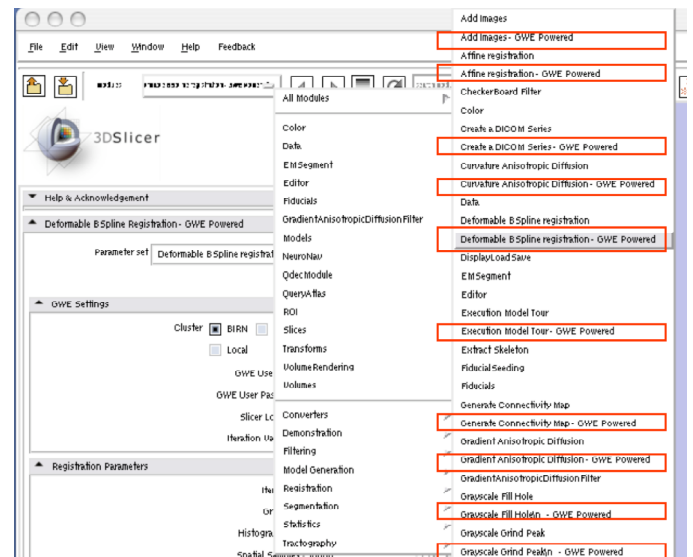 File Edit View Window Help Feedback
3DSlicer
Help & Acknowledgement
Deformable BSpline Registration - GWE Powered
Parameter set Deformable BSpline registrat
GWE Settings
Cluster BIRN
Local
GWE Use
GWE User Pas
Slicer Lo
Iteration Va
Registration Parameters
Ite
Gr
Histogra
Spatial Samples
All Modules
Color
Data
EMSegment
Editor
Fiducials
GradientAnisotropicDiffusionFilter
Models
NeuroNav
QdecModule
QueryAtlas
ROI
Slices
Transforms
VolumeRendering
Volumes
Converters
Demonstration
Filtering
Model Generation
Registration
Segmentation
Statistics
Tractography
Add Images
Add Images - GWE Powered
Affine registration
Affine registration - GWE Powered
CheckerBoard Filter
Color
Create a DICOM Series
Create a DICOM Series - GWE Powered
Curvature Anisotropic Diffusion
Curvature Anisotropic Diffusion - GWE Powered
Data
Deformable BSpline registration
Deformable BSpline registration - GWE Powered
DisplayLoadSave
EMSegment
Editor
Execution Model Tour
Execution Model Tour - GWE Powered
Extract Skeleton
FiducialSeeding
Fiducials
Generate Connectivity Map
Generate Connectivity Map - GWE Powered
Gradient Anisotropic Diffusion
Gradient Anisotropic Diffusion - GWE Powered
GradientAnisotropicDiffusionFilter
Grayscale Fill Hole
Grayscale Fill Hole\n - GWE Powered
Grayscale Grind Peak
Grayscale Grind Peak\n - GWE Powered